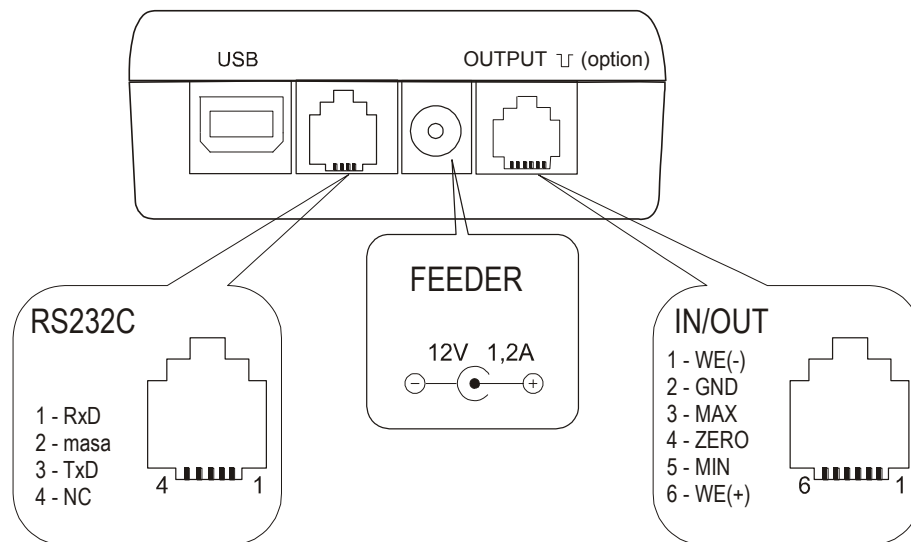 USB
OUTPUT (option)
FEEDER
12V 1,2A
− +
RS232C
1 - RxD
2 - masa
3 - TxD
4 - NC
4 1
IN/OUT
1 - WE(-)
2 - GND
3 - MAX
4 - ZERO
5 - MIN
6 - WE(+)
6 1